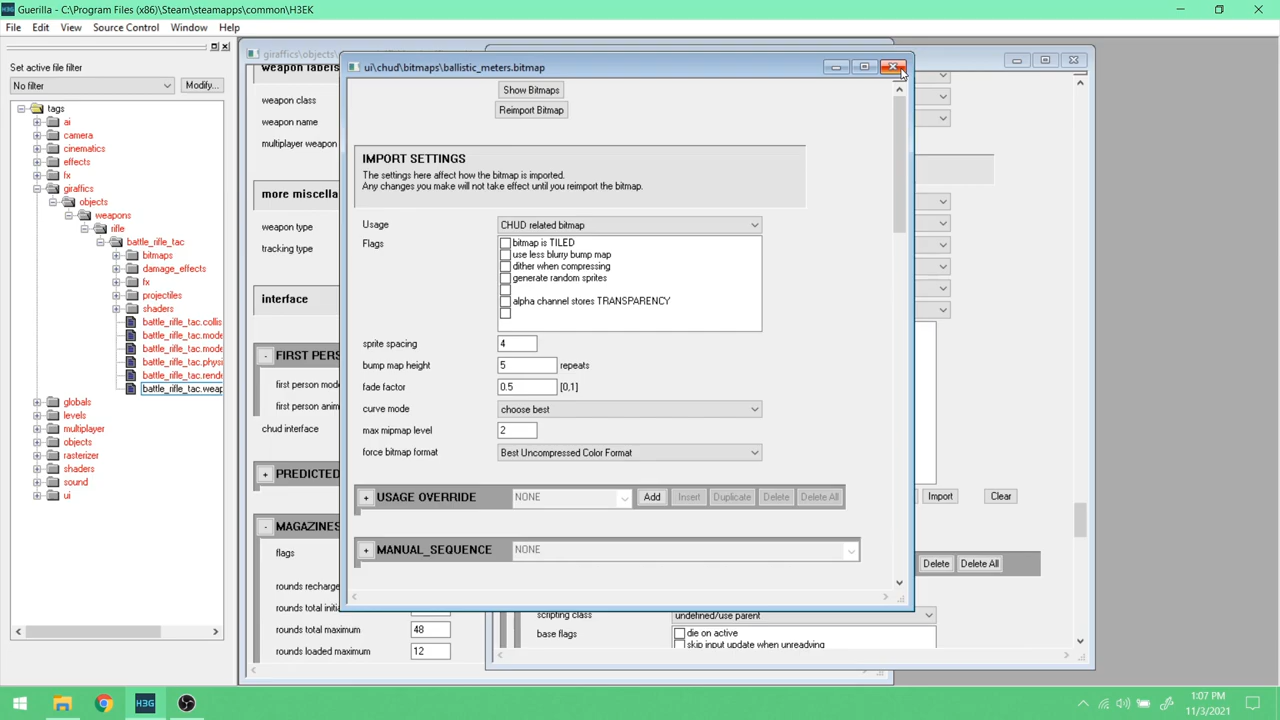 Guerilla - C:\Program Files (x86)\Steam\steamapps\common\H3EK
File Edit View Source Control Window Help
Set active file filter
No filter Modify...
tags
ai
camera
cinematics
effects
fx
giraffics
objects
weapons
rifle
battle_rifle_tac
bitmaps
damage_effects
fx
projectiles
shaders
battle_rifle_tac.collis
battle_rifle_tac.mode
battle_rifle_tac.mode
battle_rifle_tac.physi
battle_rifle_tac.rende
battle_rifle_tac.weap
globals
levels
multiplayer
objects
rasterizer
shaders
sound
ui
giraffics\objects\
weapon labels
weapon class
weapon name
multiplayer weapon
more miscella
weapon type
tracking type
interface
- FIRST PERS
first person mod
first person anim
chud interface
+ PREDICTED
- MAGAZINES
flags
rounds recharge
rounds total initia
rounds total maximum 48
rounds loaded maximum 12
ui\chud\bitmaps\ballistic_meters.bitmap
Show Bitmaps
Reimport Bitmap
IMPORT SETTINGS
The settings here affect how the bitmap is imported.
Any changes you make will not take effect until you reimport the bitmap.
Usage CHUD related bitmap
Flags bitmap is TILED
use less blurry bump map
dither when compressing
generate random sprites
alpha channel stores TRANSPARENCY
sprite spacing 4
bump map height 5 repeats
fade factor 0.5 [0,1]
curve mode choose best
max mipmap level 2
force bitmap format Best Uncompressed Color Format
+ USAGE OVERRIDE NONE Add Insert Duplicate Delete Delete All
+ MANUAL_SEQUENCE NONE
Import Clear
Delete Delete All
scripting class undefined/use parent
base flags die on active
skip input update when unreadying
H3G
1:07 PM
11/3/2021